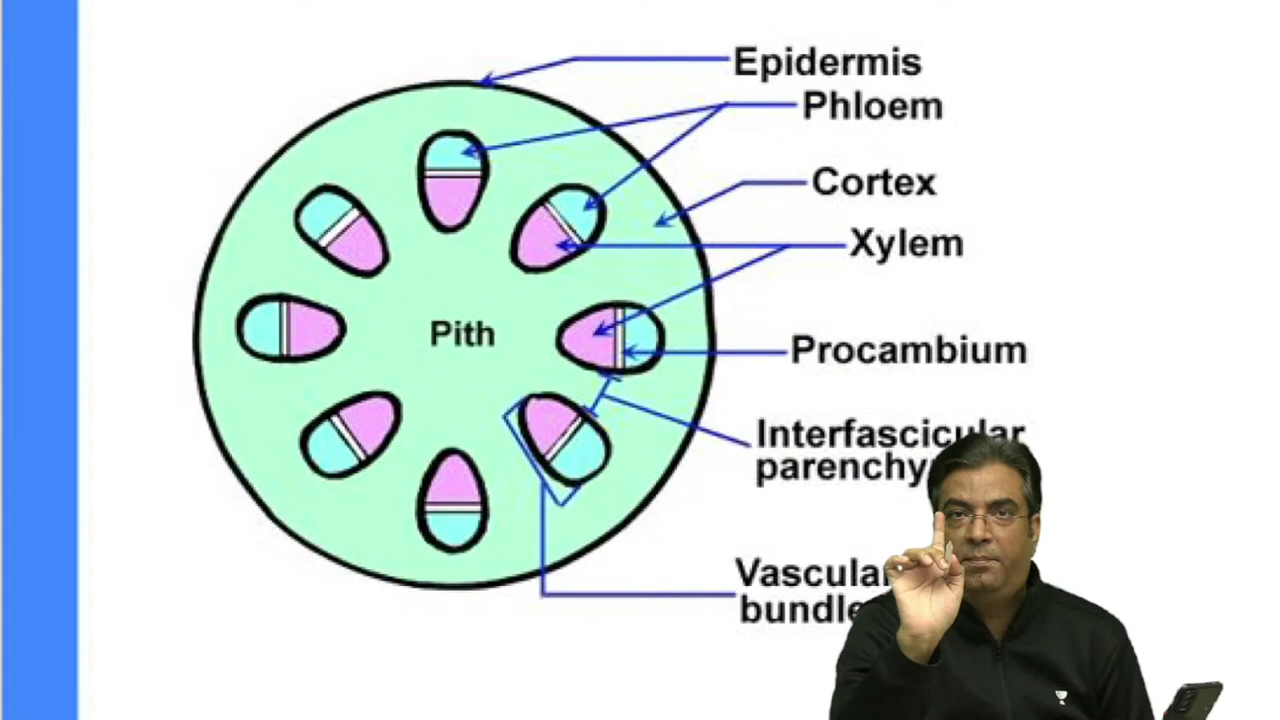 Epidermis
Phloem
Cortex
Xylem
Procambium
Pith
Interfascicular
Vascular